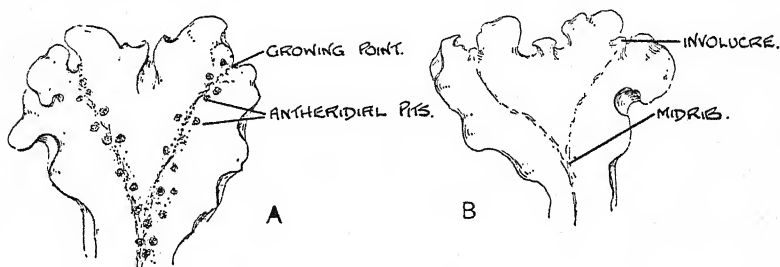 GROWING POINT.
ANTHERIDIAL PITS.
A
INVOLUCRE.
MIDRIB.
B